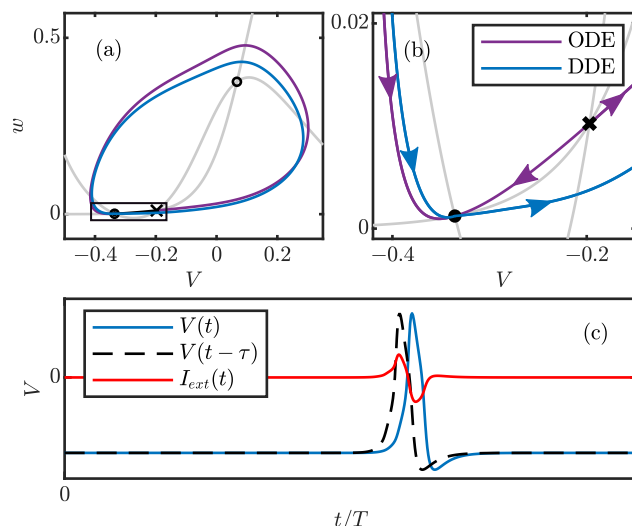 0.5
(a)
w
0
−0.4
−0.2
0
0.2
V
0.02
(b)
ODE
DDE
0
−0.4
−0.2
V
V(t)
V(t − τ)
I_ext(t)
(c)
0
V
0
t/T